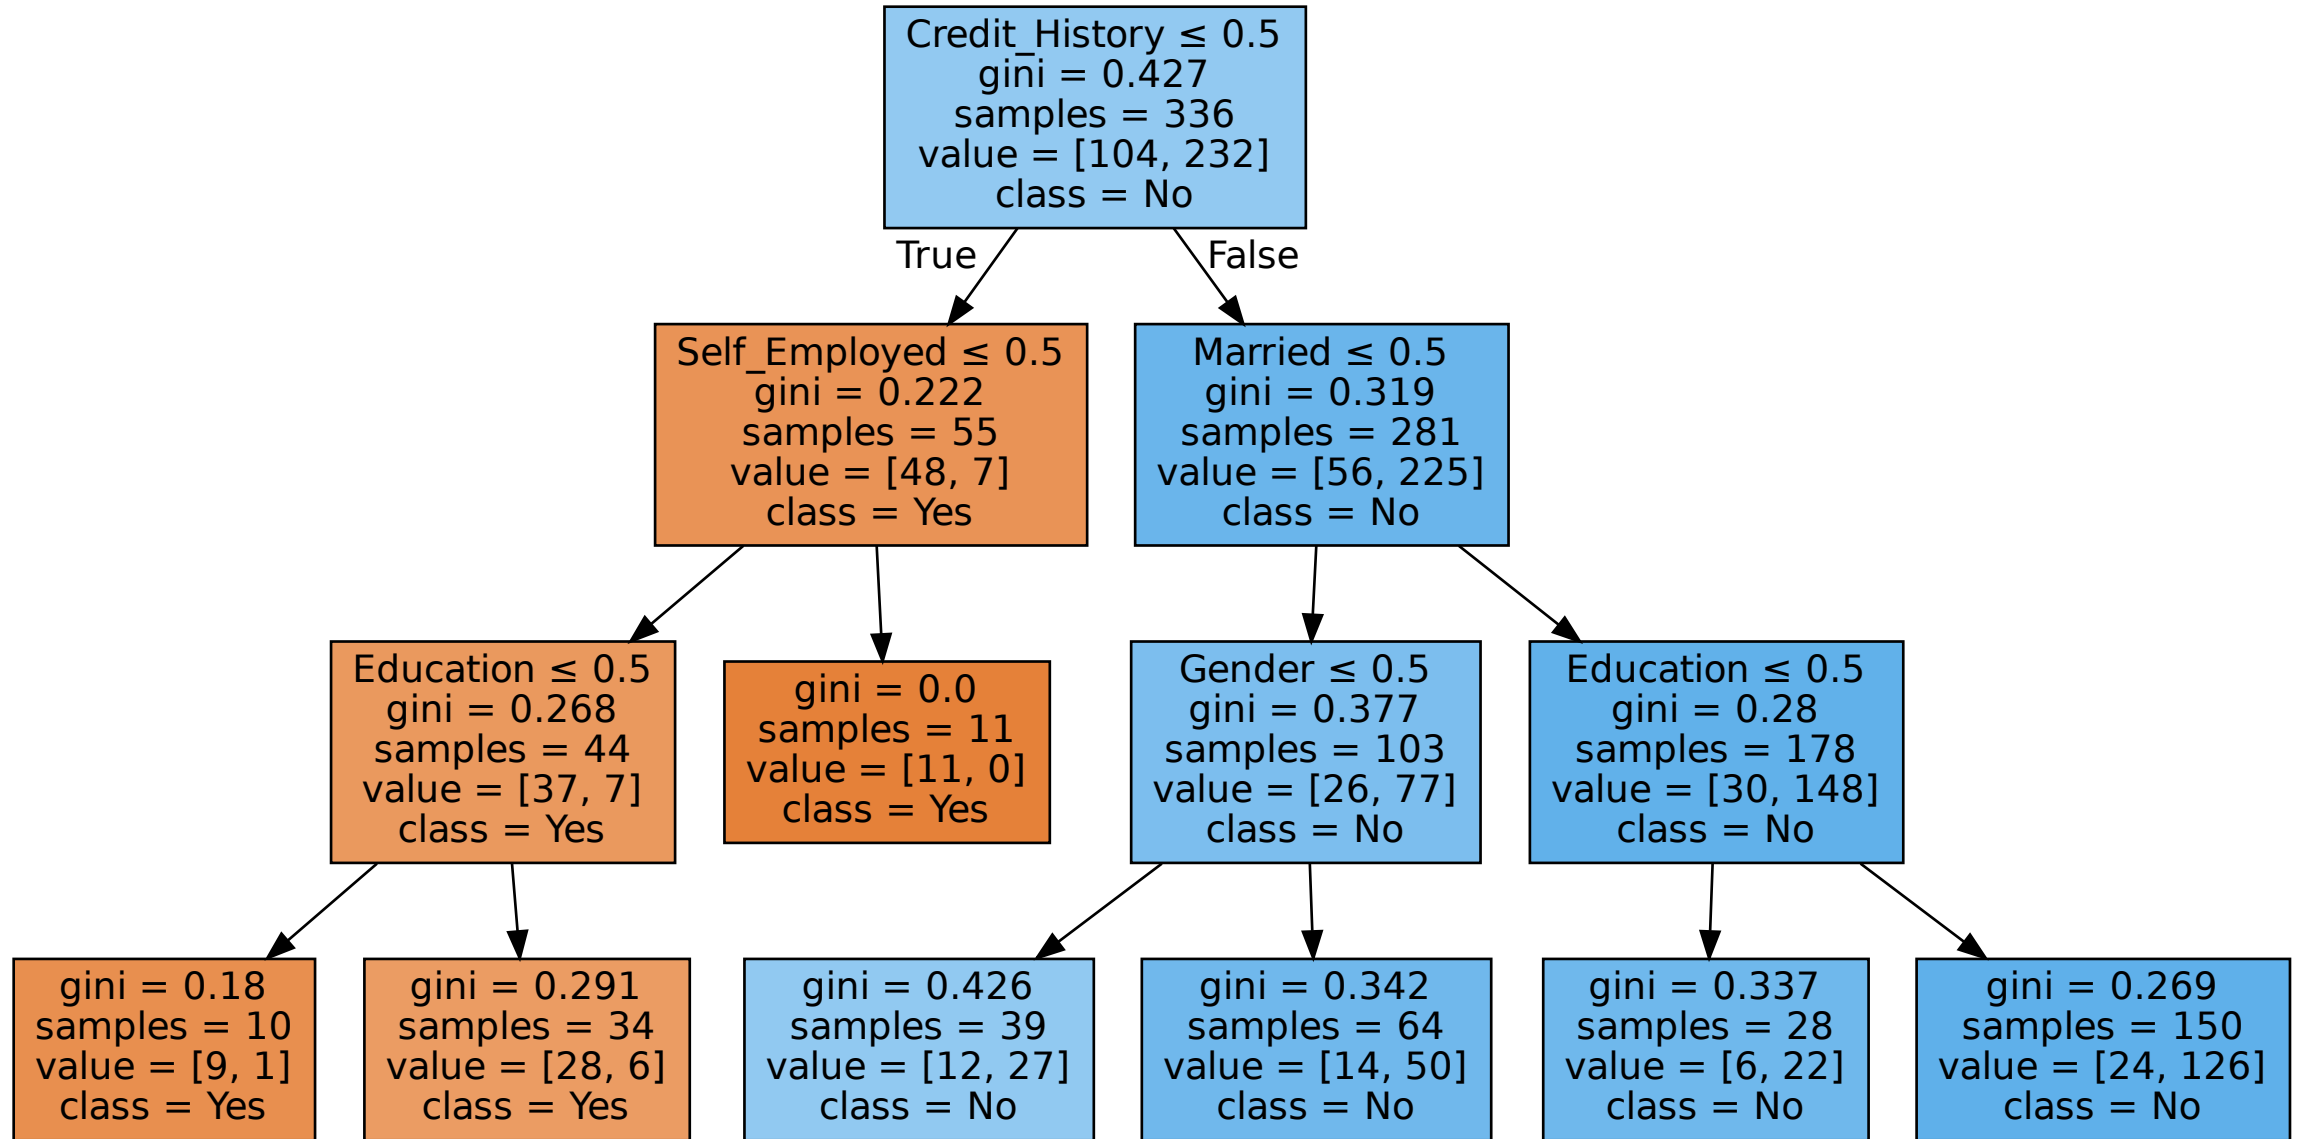 Credit_History ≤ 0.5
gini = 0.427
samples = 336
value = [104, 232]
class = No
True
False
Self_Employed ≤ 0.5
gini = 0.222
samples = 55
value = [48, 7]
class = Yes
Married ≤ 0.5
gini = 0.319
samples = 281
value = [56, 225]
class = No
Education ≤ 0.5
gini = 0.268
samples = 44
value = [37, 7]
class = Yes
gini = 0.0
samples = 11
value = [11, 0]
class = Yes
Gender ≤ 0.5
gini = 0.377
samples = 103
value = [26, 77]
class = No
Education ≤ 0.5
gini = 0.28
samples = 178
value = [30, 148]
class = No
gini = 0.18
samples = 10
value = [9, 1]
class = Yes
gini = 0.291
samples = 34
value = [28, 6]
class = Yes
gini = 0.426
samples = 39
value = [12, 27]
class = No
gini = 0.342
samples = 64
value = [14, 50]
class = No
gini = 0.337
samples = 28
value = [6, 22]
class = No
gini = 0.269
samples = 150
value = [24, 126]
class = No